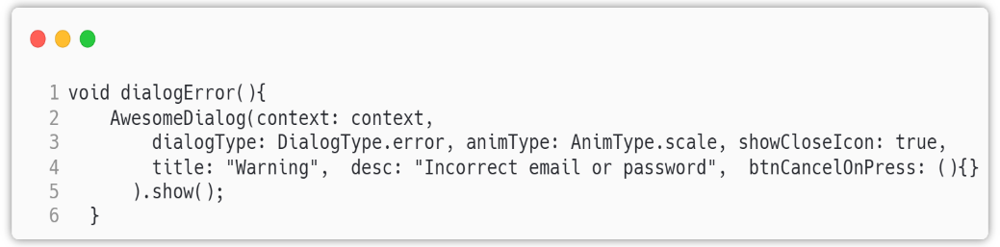 1 void dialogError(){
2     AwesomeDialog(context: context,
3         dialogType: DialogType.error, animType: AnimType.scale, showCloseIcon: true,
4         title: "Warning",  desc: "Incorrect email or password",  btnCancelOnPress: (){}
5       ).show();
6   }